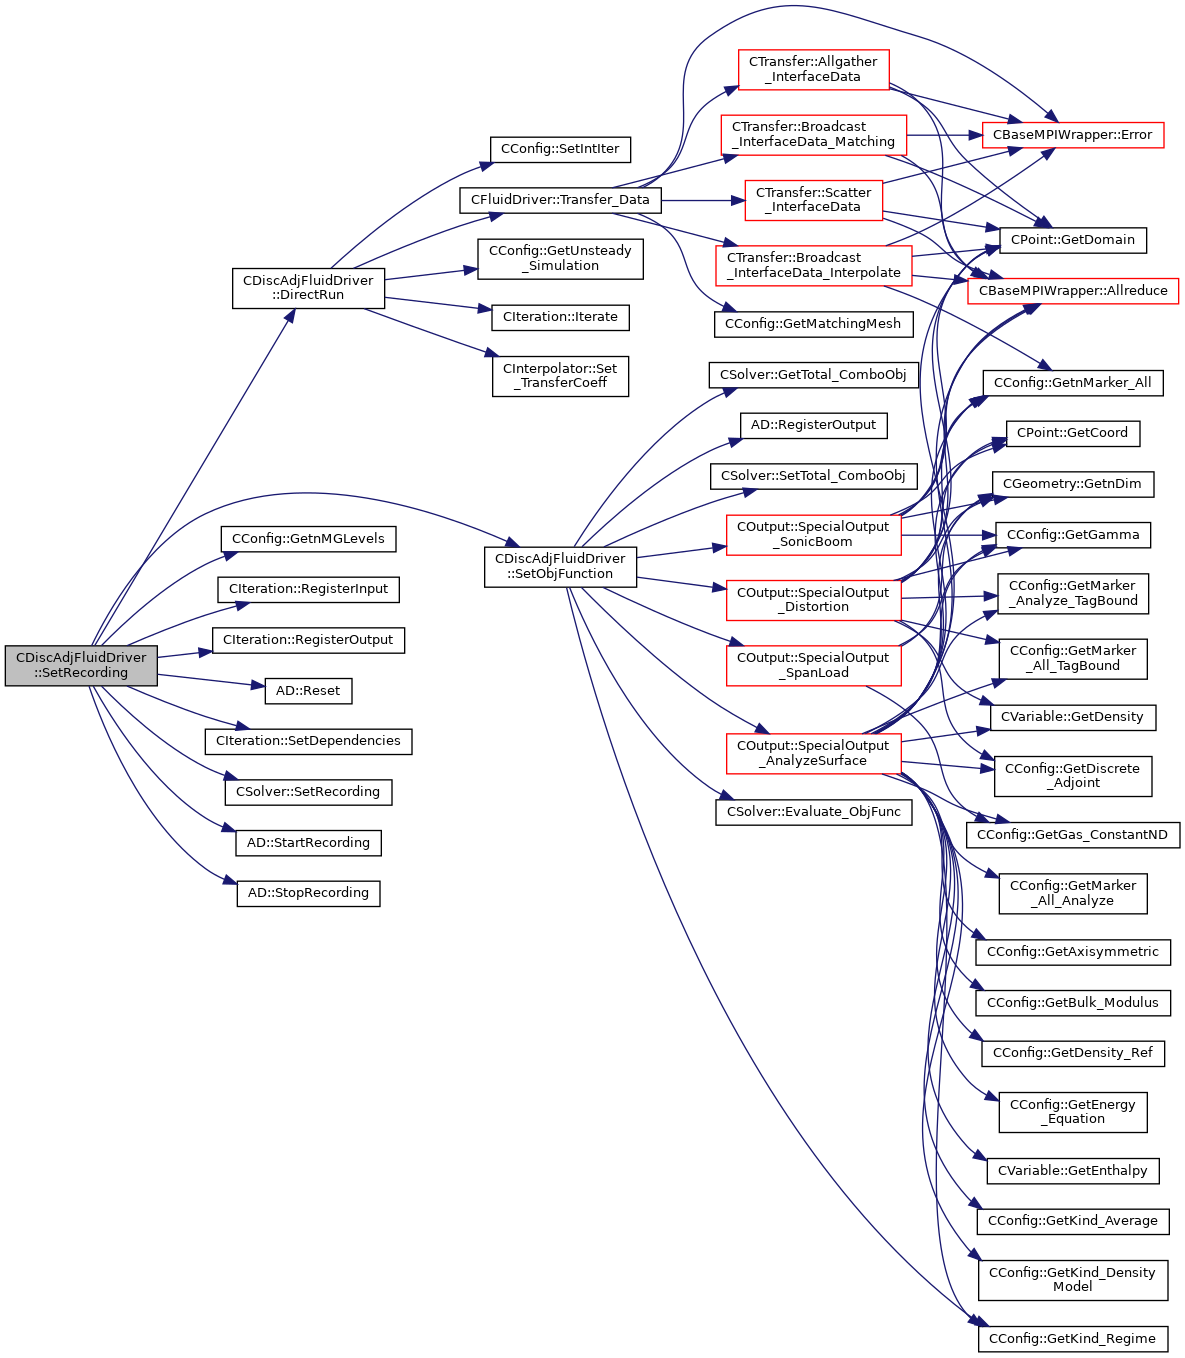 CDiscAdjFluidDriver
::SetRecording
CDiscAdjFluidDriver
::DirectRun
CConfig::GetnMGLevels
CIteration::RegisterInput
CIteration::RegisterOutput
AD::Reset
CIteration::SetDependencies
CSolver::SetRecording
AD::StartRecording
AD::StopRecording
CConfig::SetIntIter
CFluidDriver::Transfer_Data
CConfig::GetUnsteady
_Simulation
CIteration::Iterate
CInterpolator::Set
_TransferCoeff
CDiscAdjFluidDriver
::SetObjFunction
CTransfer::Allgather
_InterfaceData
CTransfer::Broadcast
_InterfaceData_Matching
CTransfer::Scatter
_InterfaceData
CTransfer::Broadcast
_InterfaceData_Interpolate
CConfig::GetMatchingMesh
CSolver::GetTotal_ComboObj
AD::RegisterOutput
CSolver::SetTotal_ComboObj
COutput::SpecialOutput
_SonicBoom
COutput::SpecialOutput
_Distortion
COutput::SpecialOutput
_SpanLoad
COutput::SpecialOutput
_AnalyzeSurface
CSolver::Evaluate_ObjFunc
CBaseMPIWrapper::Error
CPoint::GetDomain
CBaseMPIWrapper::Allreduce
CConfig::GetnMarker_All
CPoint::GetCoord
CGeometry::GetnDim
CConfig::GetGamma
CConfig::GetMarker
_Analyze_TagBound
CConfig::GetMarker
_All_TagBound
CVariable::GetDensity
CConfig::GetDiscrete
_Adjoint
CConfig::GetGas_ConstantND
CConfig::GetMarker
_All_Analyze
CConfig::GetAxisymmetric
CConfig::GetBulk_Modulus
CConfig::GetDensity_Ref
CConfig::GetEnergy
_Equation
CVariable::GetEnthalpy
CConfig::GetKind_Average
CConfig::GetKind_Density
Model
CConfig::GetKind_Regime